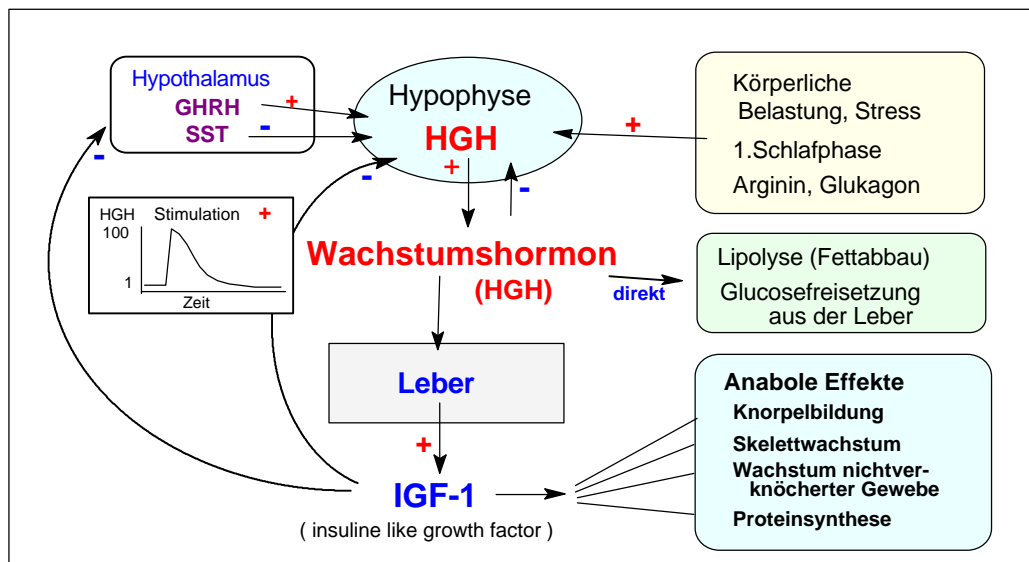 Hypothalamus
GHRH
+
SST
-
-
Hypophyse
HGH
+
-
-
+
Körperliche
Belastung, Stress
1.Schlafphase
Arginin, Glukagon
HGH Stimulation +
100
1
Zeit
Wachstumshormon
(HGH)
direkt
Lipolyse (Fettabbau)
Glucosefreisetzung
aus der Leber
Leber
+
IGF-1
( insuline like growth factor )
Anabole Effekte
Knorpelbildung
Skelettwachstum
Wachstum nichtver-
knöcherter Gewebe
Proteinsynthese